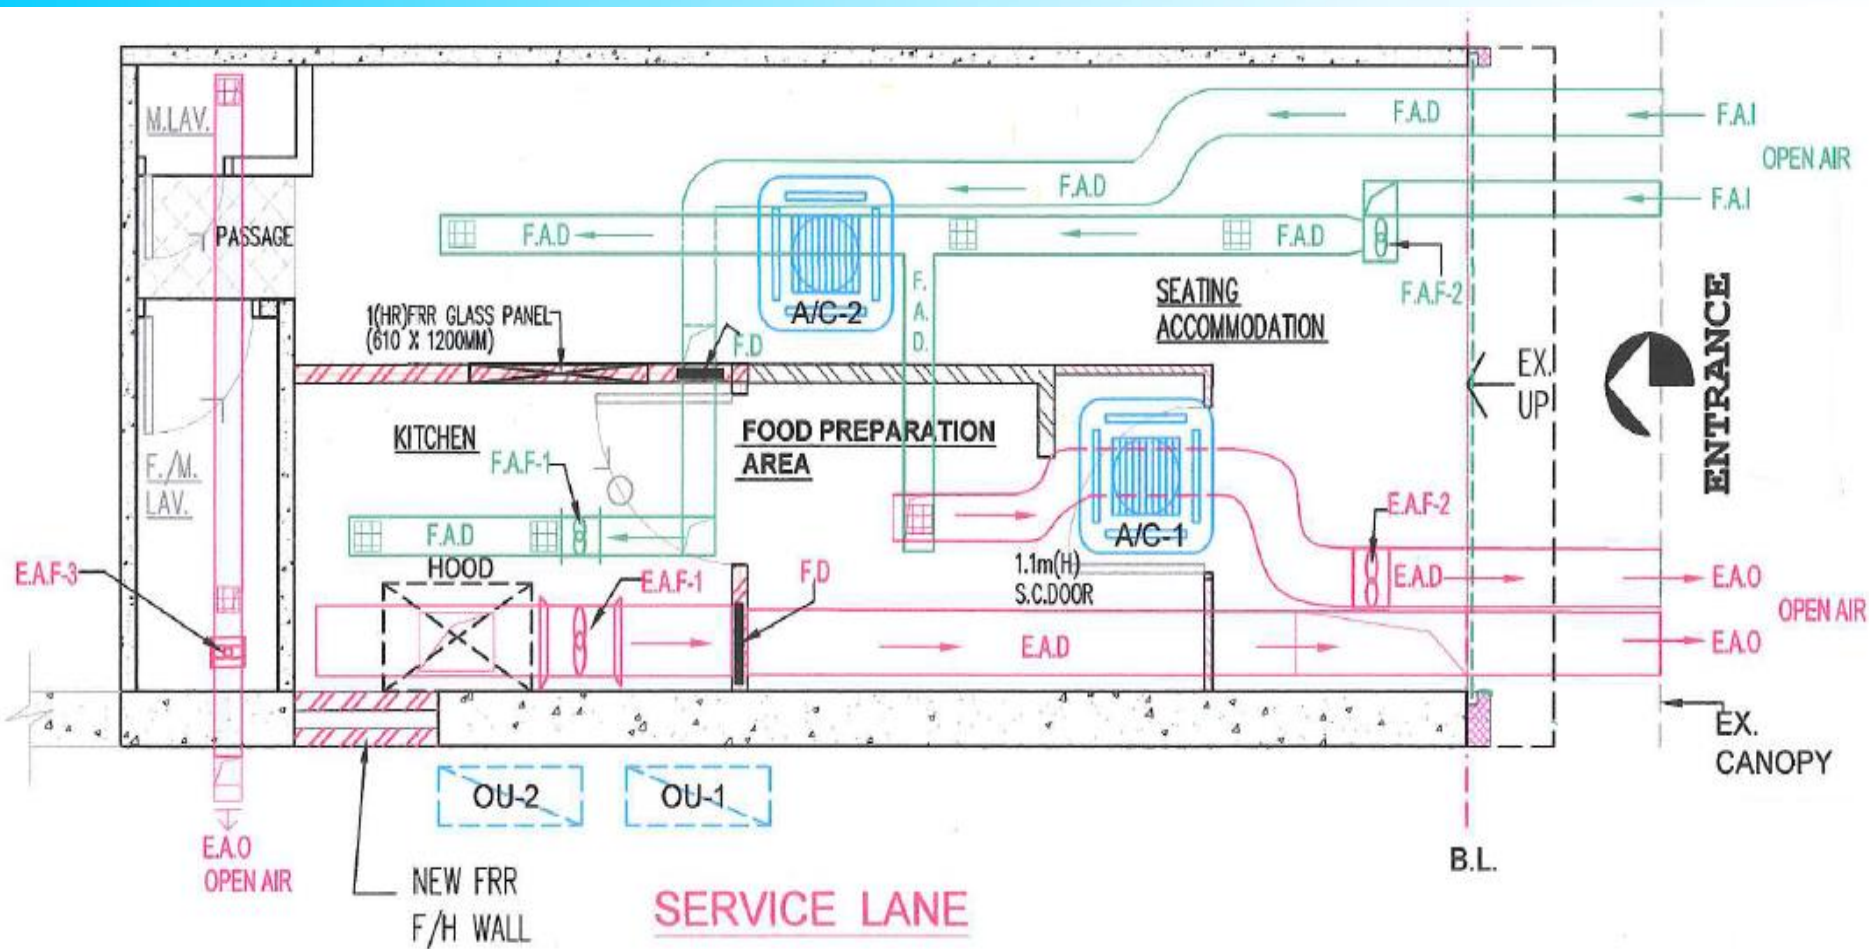 M.LAV.
F.A.D
F.A.I
OPEN AIR
F.A.D
F.A.I
PASSAGE
F.A.D
F.A.D
F.A.F-2
1(HR)FRR GLASS PANEL
(610 X 1200MM)
A/C-2
F.
A.
D.
SEATING
ACCOMMODATION
F.D
EX.
UP
ENTRANCE
KITCHEN
FOOD PREPARATION
AREA
F.A.F-1
F./M.
LAV.
F.A.D
E.A.F-2
A/C-1
HOOD
1.1m(H)
S.C.DOOR
E.A.F-3
E.A.F-1
F.D
E.A.D
E.A.O
OPEN AIR
E.A.D
E.A.O
EX.
CANOPY
OU-2
OU-1
E.A.O
OPEN AIR
B.L.
NEW FRR
F/H WALL
SERVICE LANE